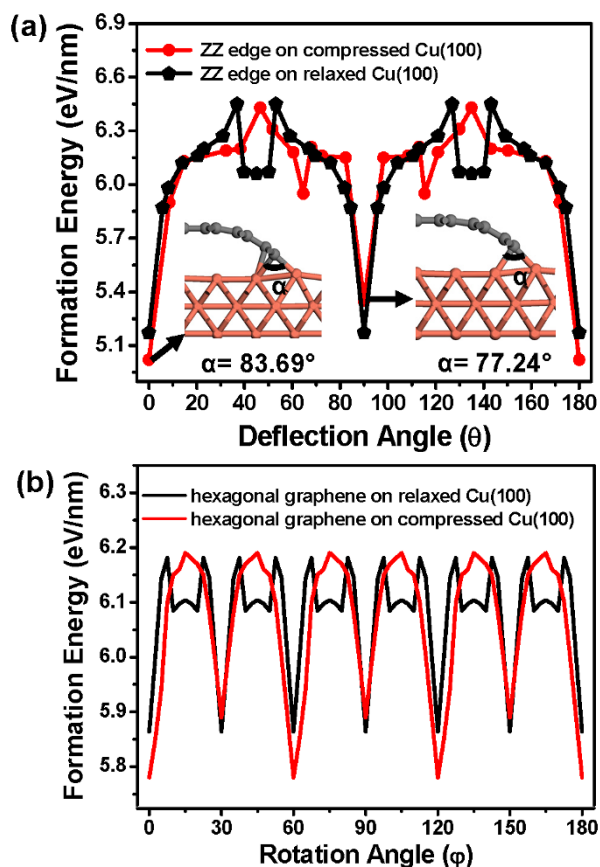 (a)
6.9
6.6
6.3
6.0
5.7
5.4
5.1
Formation Energy (eV/nm)
ZZ edge on compressed Cu(100)
ZZ edge on relaxed Cu(100)
α
α= 83.69°
α
α= 77.24°
0 20 40 60 80 100 120 140 160 180
Deflection Angle (θ)
(b)
6.3
6.2
6.1
6.0
5.9
5.8
Formation Energy (eV/nm)
hexagonal graphene on relaxed Cu(100)
hexagonal graphene on compressed Cu(100)
0 30 60 90 120 150 180
Rotation Angle (φ)